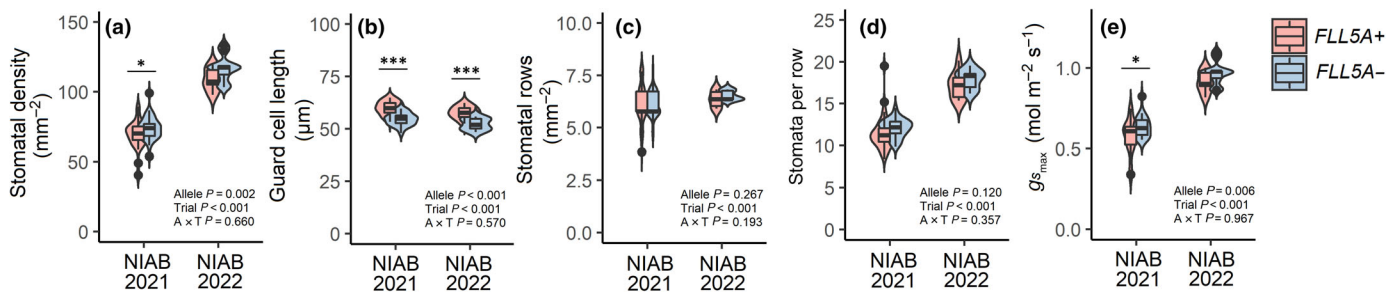 (a)
Stomatal density
(mm⁻²)
150
100
50
0
*
Allele P = 0.002
Trial P < 0.001
A × T P = 0.660
NIAB
2021
NIAB
2022
(b)
Guard cell length
(μm)
100
75
50
25
0
***
***
Allele P < 0.001
Trial P < 0.001
A × T P = 0.570
NIAB
2021
NIAB
2022
(c)
Stomatal rows
(mm⁻²)
10.0
7.5
5.0
2.5
0.0
Allele P = 0.267
Trial P < 0.001
A × T P = 0.193
NIAB
2021
NIAB
2022
(d)
Stomata per row
25
20
15
10
5
0
Allele P = 0.120
Trial P < 0.001
A × T P = 0.357
NIAB
2021
NIAB
2022
(e)
gsmax (mol m⁻² s⁻¹)
1.0
0.5
0.0
*
Allele P = 0.006
Trial P < 0.001
A × T P = 0.967
NIAB
2021
NIAB
2022
FLL5A+
FLL5A−